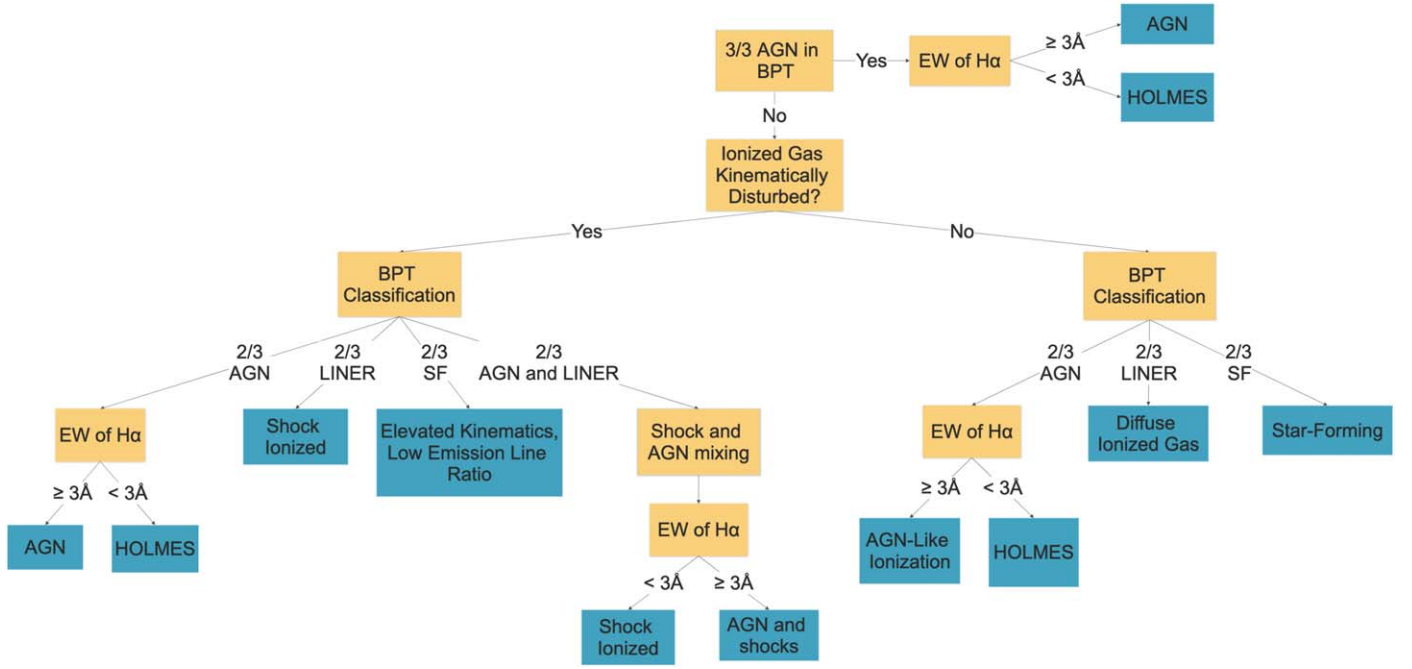 3/3 AGN in
BPT
Yes
EW of Hα
≥ 3Å
AGN
< 3Å
HOLMES
No
Ionized Gas
Kinematically
Disturbed?
Yes
No
BPT
Classification
2/3
AGN
2/3
LINER
2/3
SF
2/3
AGN and LINER
EW of Hα
≥ 3Å
< 3Å
AGN
HOLMES
Shock
Ionized
Elevated Kinematics,
Low Emission Line
Ratio
Shock and
AGN mixing
EW of Hα
< 3Å
≥ 3Å
Shock
Ionized
AGN and
shocks
BPT
Classification
2/3
AGN
2/3
LINER
2/3
SF
EW of Hα
≥ 3Å
< 3Å
AGN-Like
Ionization
HOLMES
Diffuse
Ionized Gas
Star-Forming